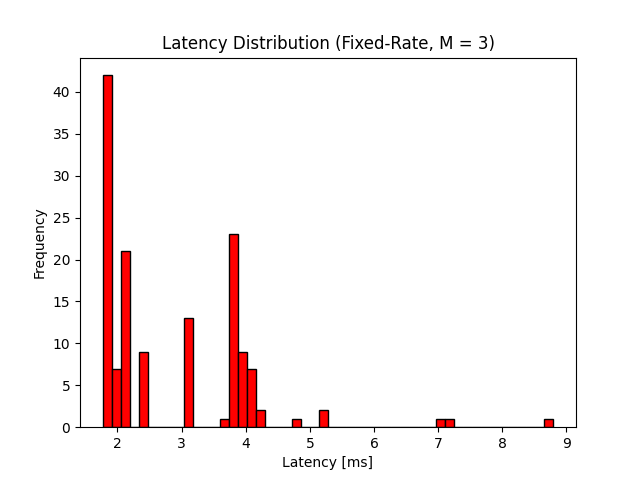 Latency Distribution (Fixed-Rate, M = 3)
40
35
30
25
20
15
10
5
0
Frequency
2 3 4 5 6 7 8 9
Latency [ms]